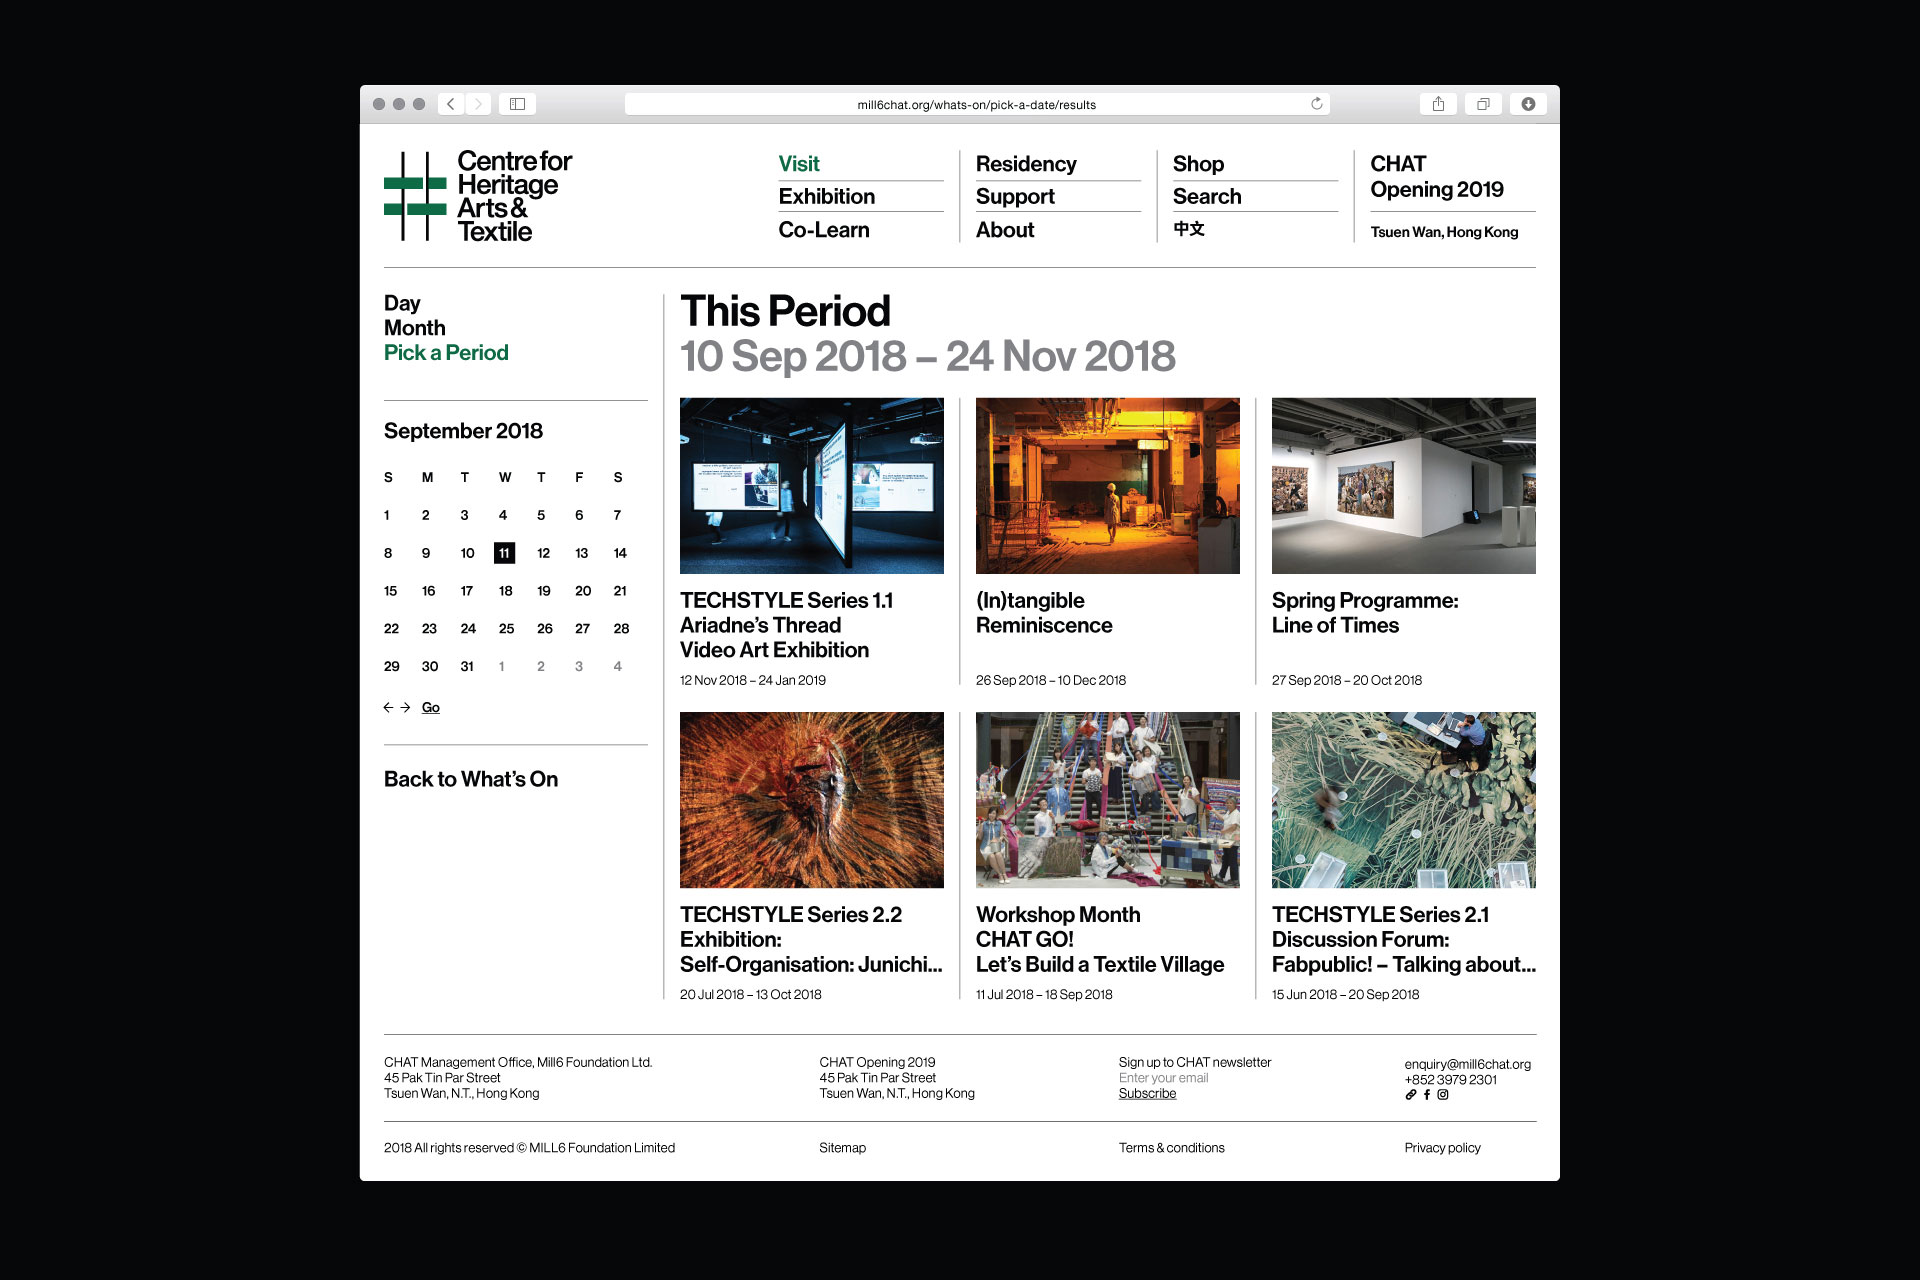 mill6chat.org/whats-on/pick-a-date/results
Centre for
Heritage
Arts &
Textile
Visit
Exhibition
Co-Learn
Residency
Support
About
Shop
Search
中文
CHAT
Opening 2019
Tsuen Wan, Hong Kong
Day
Month
Pick a Period
September 2018
S M T W T F S
1 2 3 4 5 6 7
8 9 10 11 12 13 14
15 16 17 18 19 20 21
22 23 24 25 26 27 28
29 30 31 1 2 3 4
← → Go
Back to What's On
This Period
10 Sep 2018 – 24 Nov 2018
TECHSTYLE Series 1.1
Ariadne's Thread
Video Art Exhibition
12 Nov 2018 – 24 Jan 2019
(In)tangible
Reminiscence
26 Sep 2018 – 10 Dec 2018
Spring Programme:
Line of Times
27 Sep 2018 – 20 Oct 2018
TECHSTYLE Series 2.2
Exhibition:
Self-Organisation: Junichi...
20 Jul 2018 – 13 Oct 2018
Workshop Month
CHAT GO!
Let's Build a Textile Village
11 Jul 2018 – 18 Sep 2018
TECHSTYLE Series 2.1
Discussion Forum:
Fabpublic! – Talking about...
15 Jun 2018 – 20 Sep 2018
CHAT Management Office, Mill6 Foundation Ltd.
45 Pak Tin Par Street
Tsuen Wan, N.T., Hong Kong
CHAT Opening 2019
45 Pak Tin Par Street
Tsuen Wan, N.T., Hong Kong
Sign up to CHAT newsletter
Enter your email
Subscribe
enquiry@mill6chat.org
+852 3979 2301
2018 All rights reserved © MILL6 Foundation Limited
Sitemap
Terms & conditions
Privacy policy